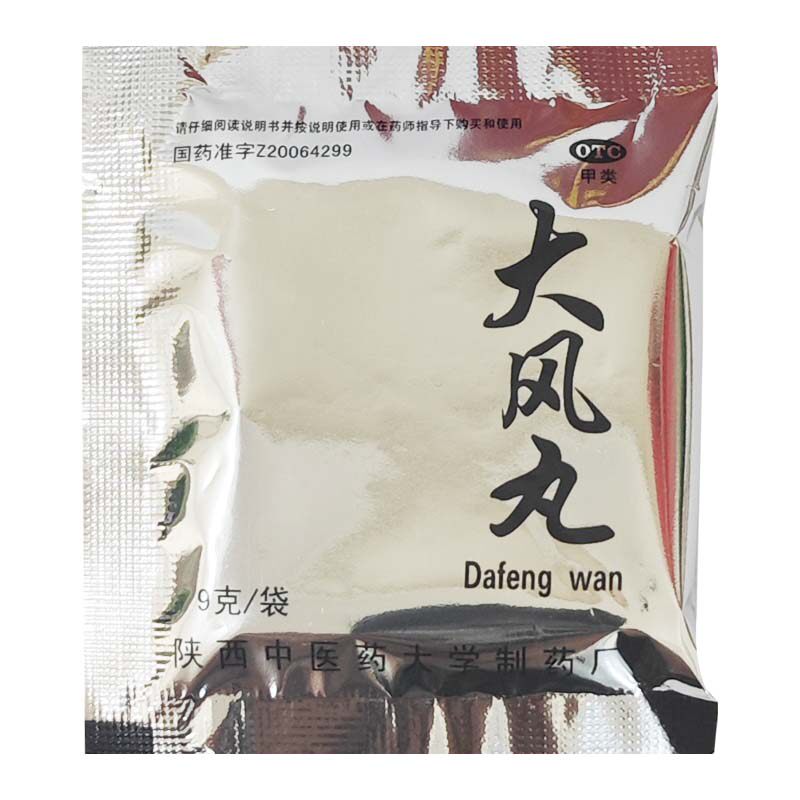 请仔细阅读说明书并按说明使用或在药师指导下购买和使用
国药准字Z20064299
OTC
甲类
大风丸
Dafeng wan
9克/袋
陕西中医药大学制药厂